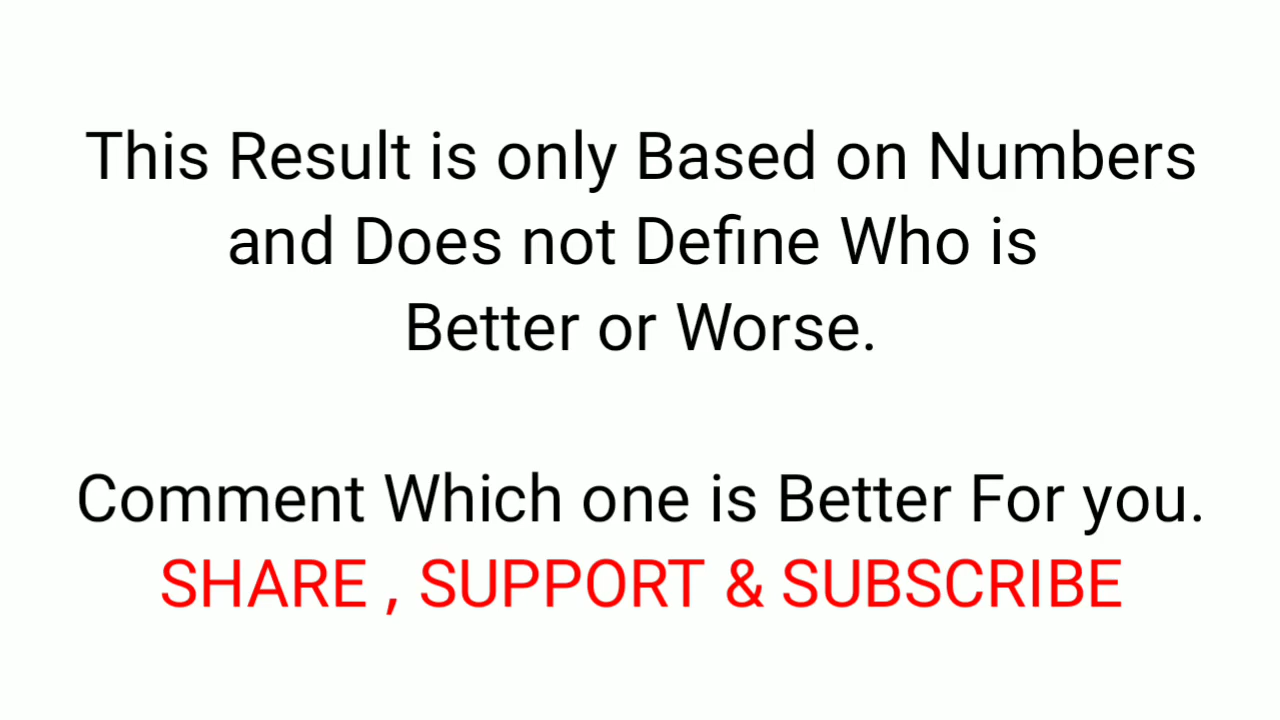 This Result is only Based on Numbers
and Does not Define Who is
Better or Worse.
Comment Which one is Better For you.
SHARE , SUPPORT & SUBSCRIBE